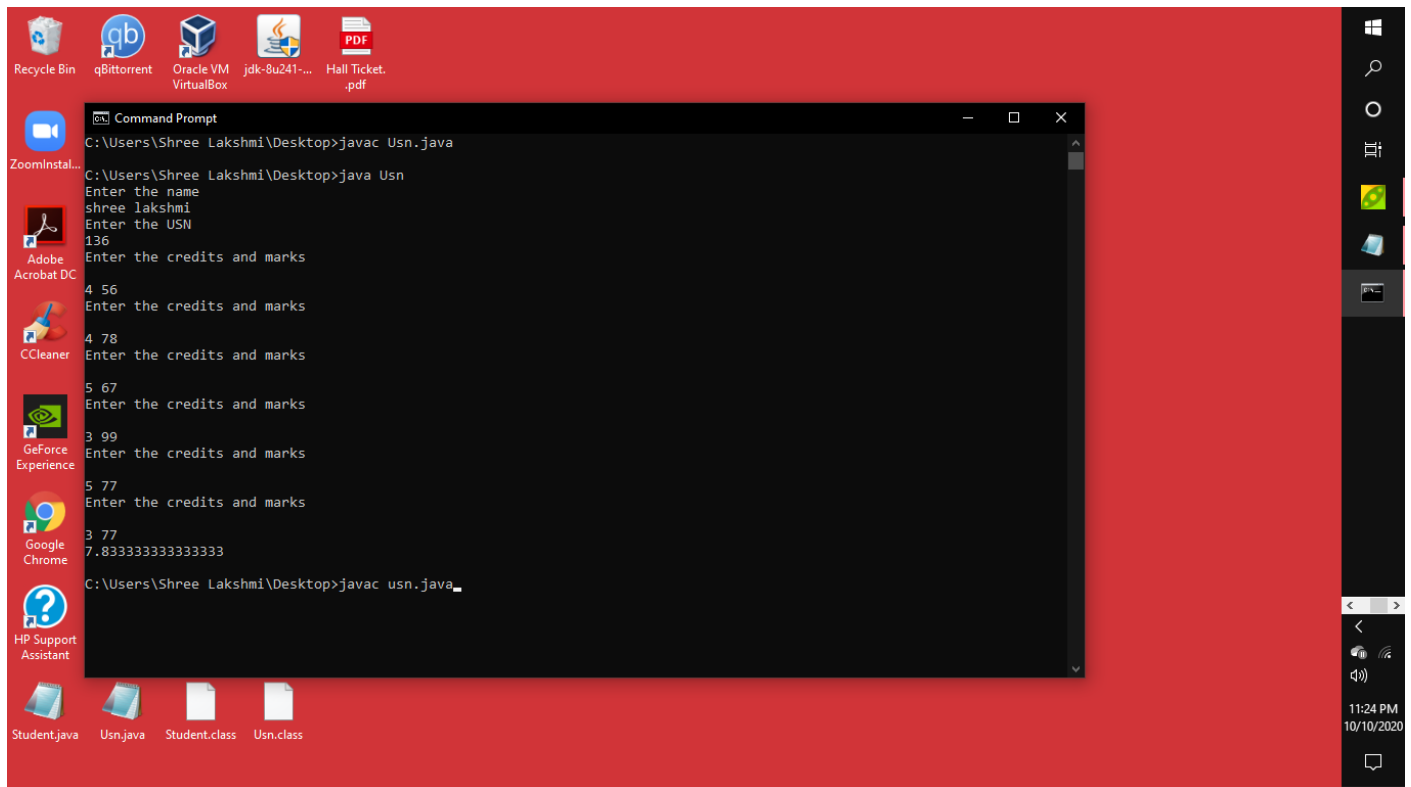 Recycle Bin
qBittorrent
Oracle VM
VirtualBox
jdk-8u241-...
PDF
Hall Ticket.
.pdf
qb
ZoomInstal...
Adobe
Acrobat DC
CCleaner
GeForce
Experience
Google
Chrome
HP Support
Assistant
Student.java
Usn.java
Student.class
Usn.class
Command Prompt
C:\Users\Shree Lakshmi\Desktop>javac Usn.java
C:\Users\Shree Lakshmi\Desktop>java Usn
Enter the name
shree lakshmi
Enter the USN
136
Enter the credits and marks
4 56
Enter the credits and marks
4 78
Enter the credits and marks
5 67
Enter the credits and marks
3 99
Enter the credits and marks
5 77
Enter the credits and marks
3 77
7.833333333333333
C:\Users\Shree Lakshmi\Desktop>javac usn.java
11:24 PM
10/10/2020